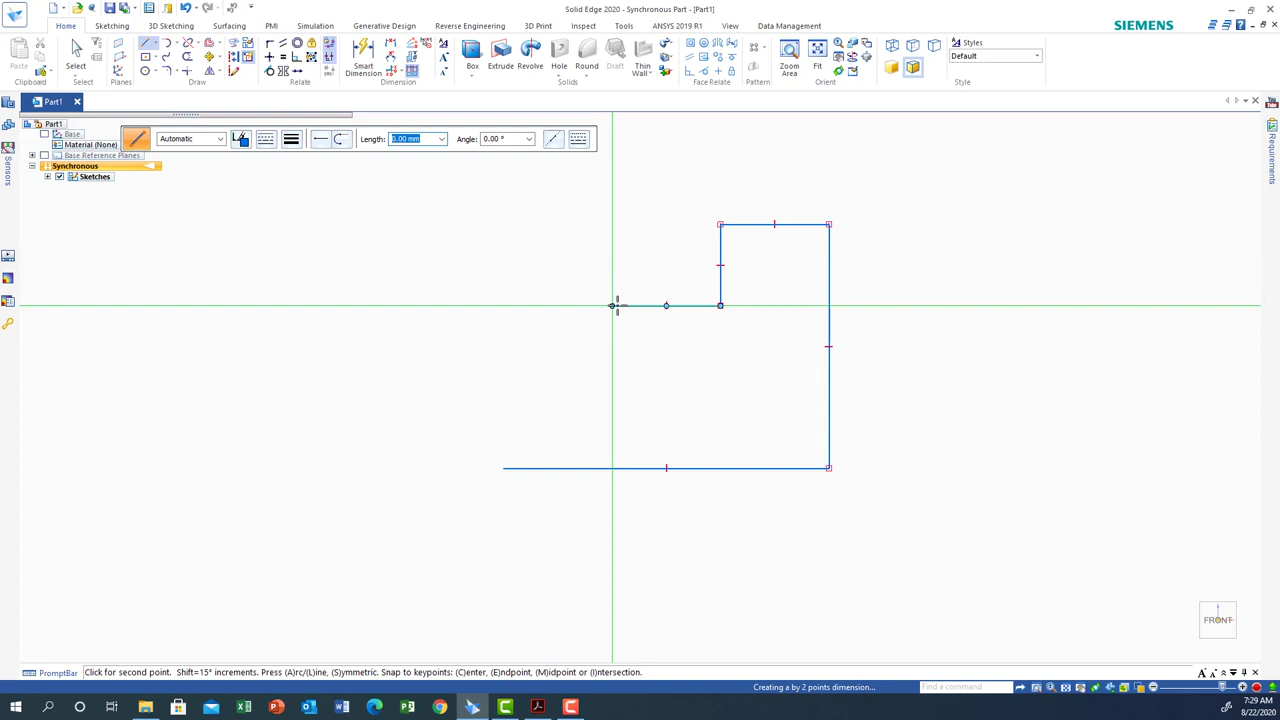 Solid Edge 2020 - Synchronous Part - [Part1]
Home Sketching 3D Sketching Surfacing PMI Simulation Generative Design Reverse Engineering 3D Print Inspect Tools ANSYS 2019 R1 View Data Management
SIEMENS
Paste
Clipboard
Select
Select
Planes
Draw
Relate
Smart Dimension
Dimension
Box
Extrude
Revolve
Hole
Round
Draft
Thin Wall
Solids
Face Relate
Pattern
Zoom Area
Fit
Orient
Styles
Default
Style
Part1
Part1
Base
Material (None)
Base Reference Planes
Synchronous
Sketches
Automatic
Length: 0.00 mm
Angle: 0.00 °
Sensors
Requirements
FRONT
PromptBar
Click for second point. Shift=15° increments. Press (A)rc/(L)ine, (S)ymmetric. Snap to keypoints: (C)enter, (E)ndpoint, (M)idpoint or (I)ntersection.
Creating a by 2 points dimension...
Find a command
7:29 AM
8/22/2020